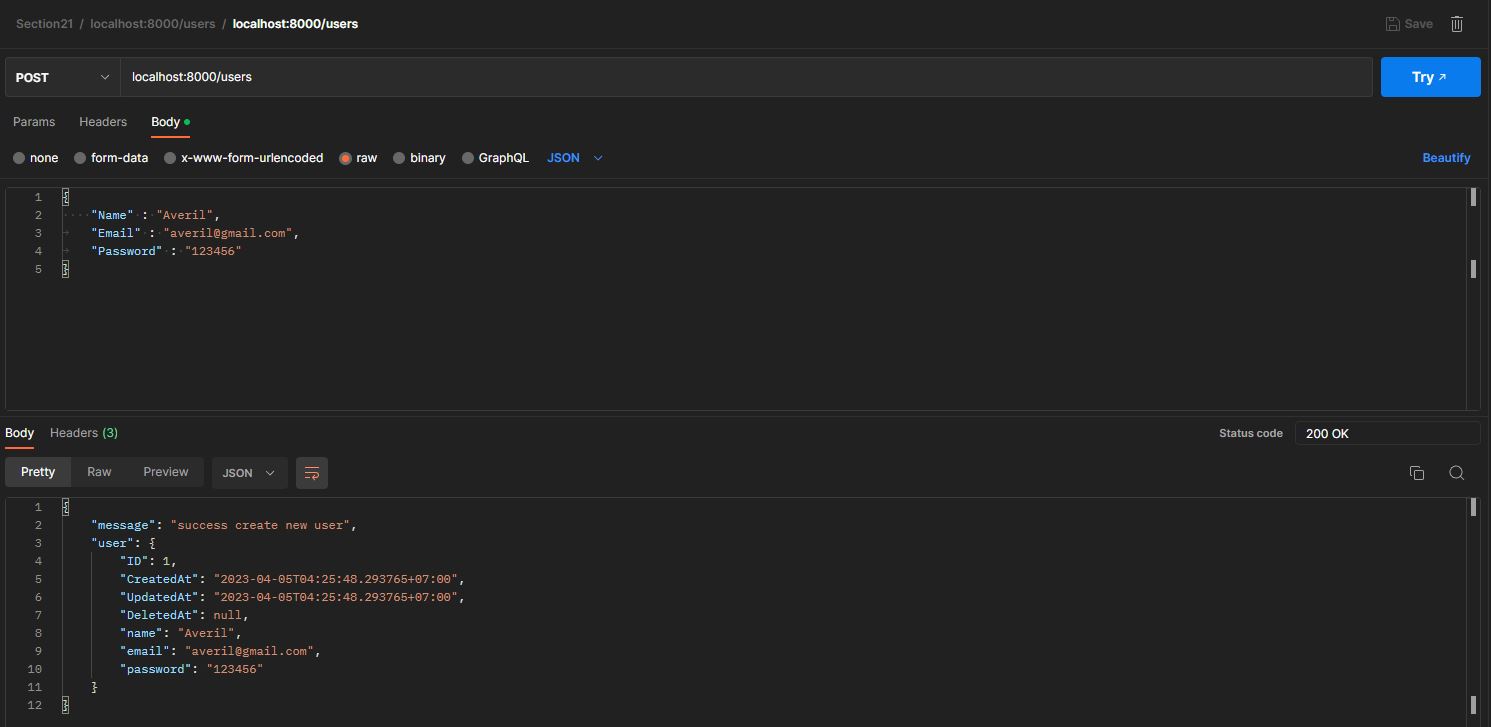 Section21 / localhost:8000/users / localhost:8000/users Save
POST localhost:8000/users Try
Params Headers Body
none form-data x-www-form-urlencoded raw binary GraphQL JSON Beautify
1 {
2 "Name" : "Averil",
3 "Email" : "averil@gmail.com",
4 "Password" : "123456"
5 }
Body Headers (3) Status code 200 OK
Pretty Raw Preview JSON
1 {
2 "message": "success create new user",
3 "user": {
4 "ID": 1,
5 "CreatedAt": "2023-04-05T04:25:48.293765+07:00",
6 "UpdatedAt": "2023-04-05T04:25:48.293765+07:00",
7 "DeletedAt": null,
8 "name": "Averil",
9 "email": "averil@gmail.com",
10 "password": "123456"
11 }
12 }